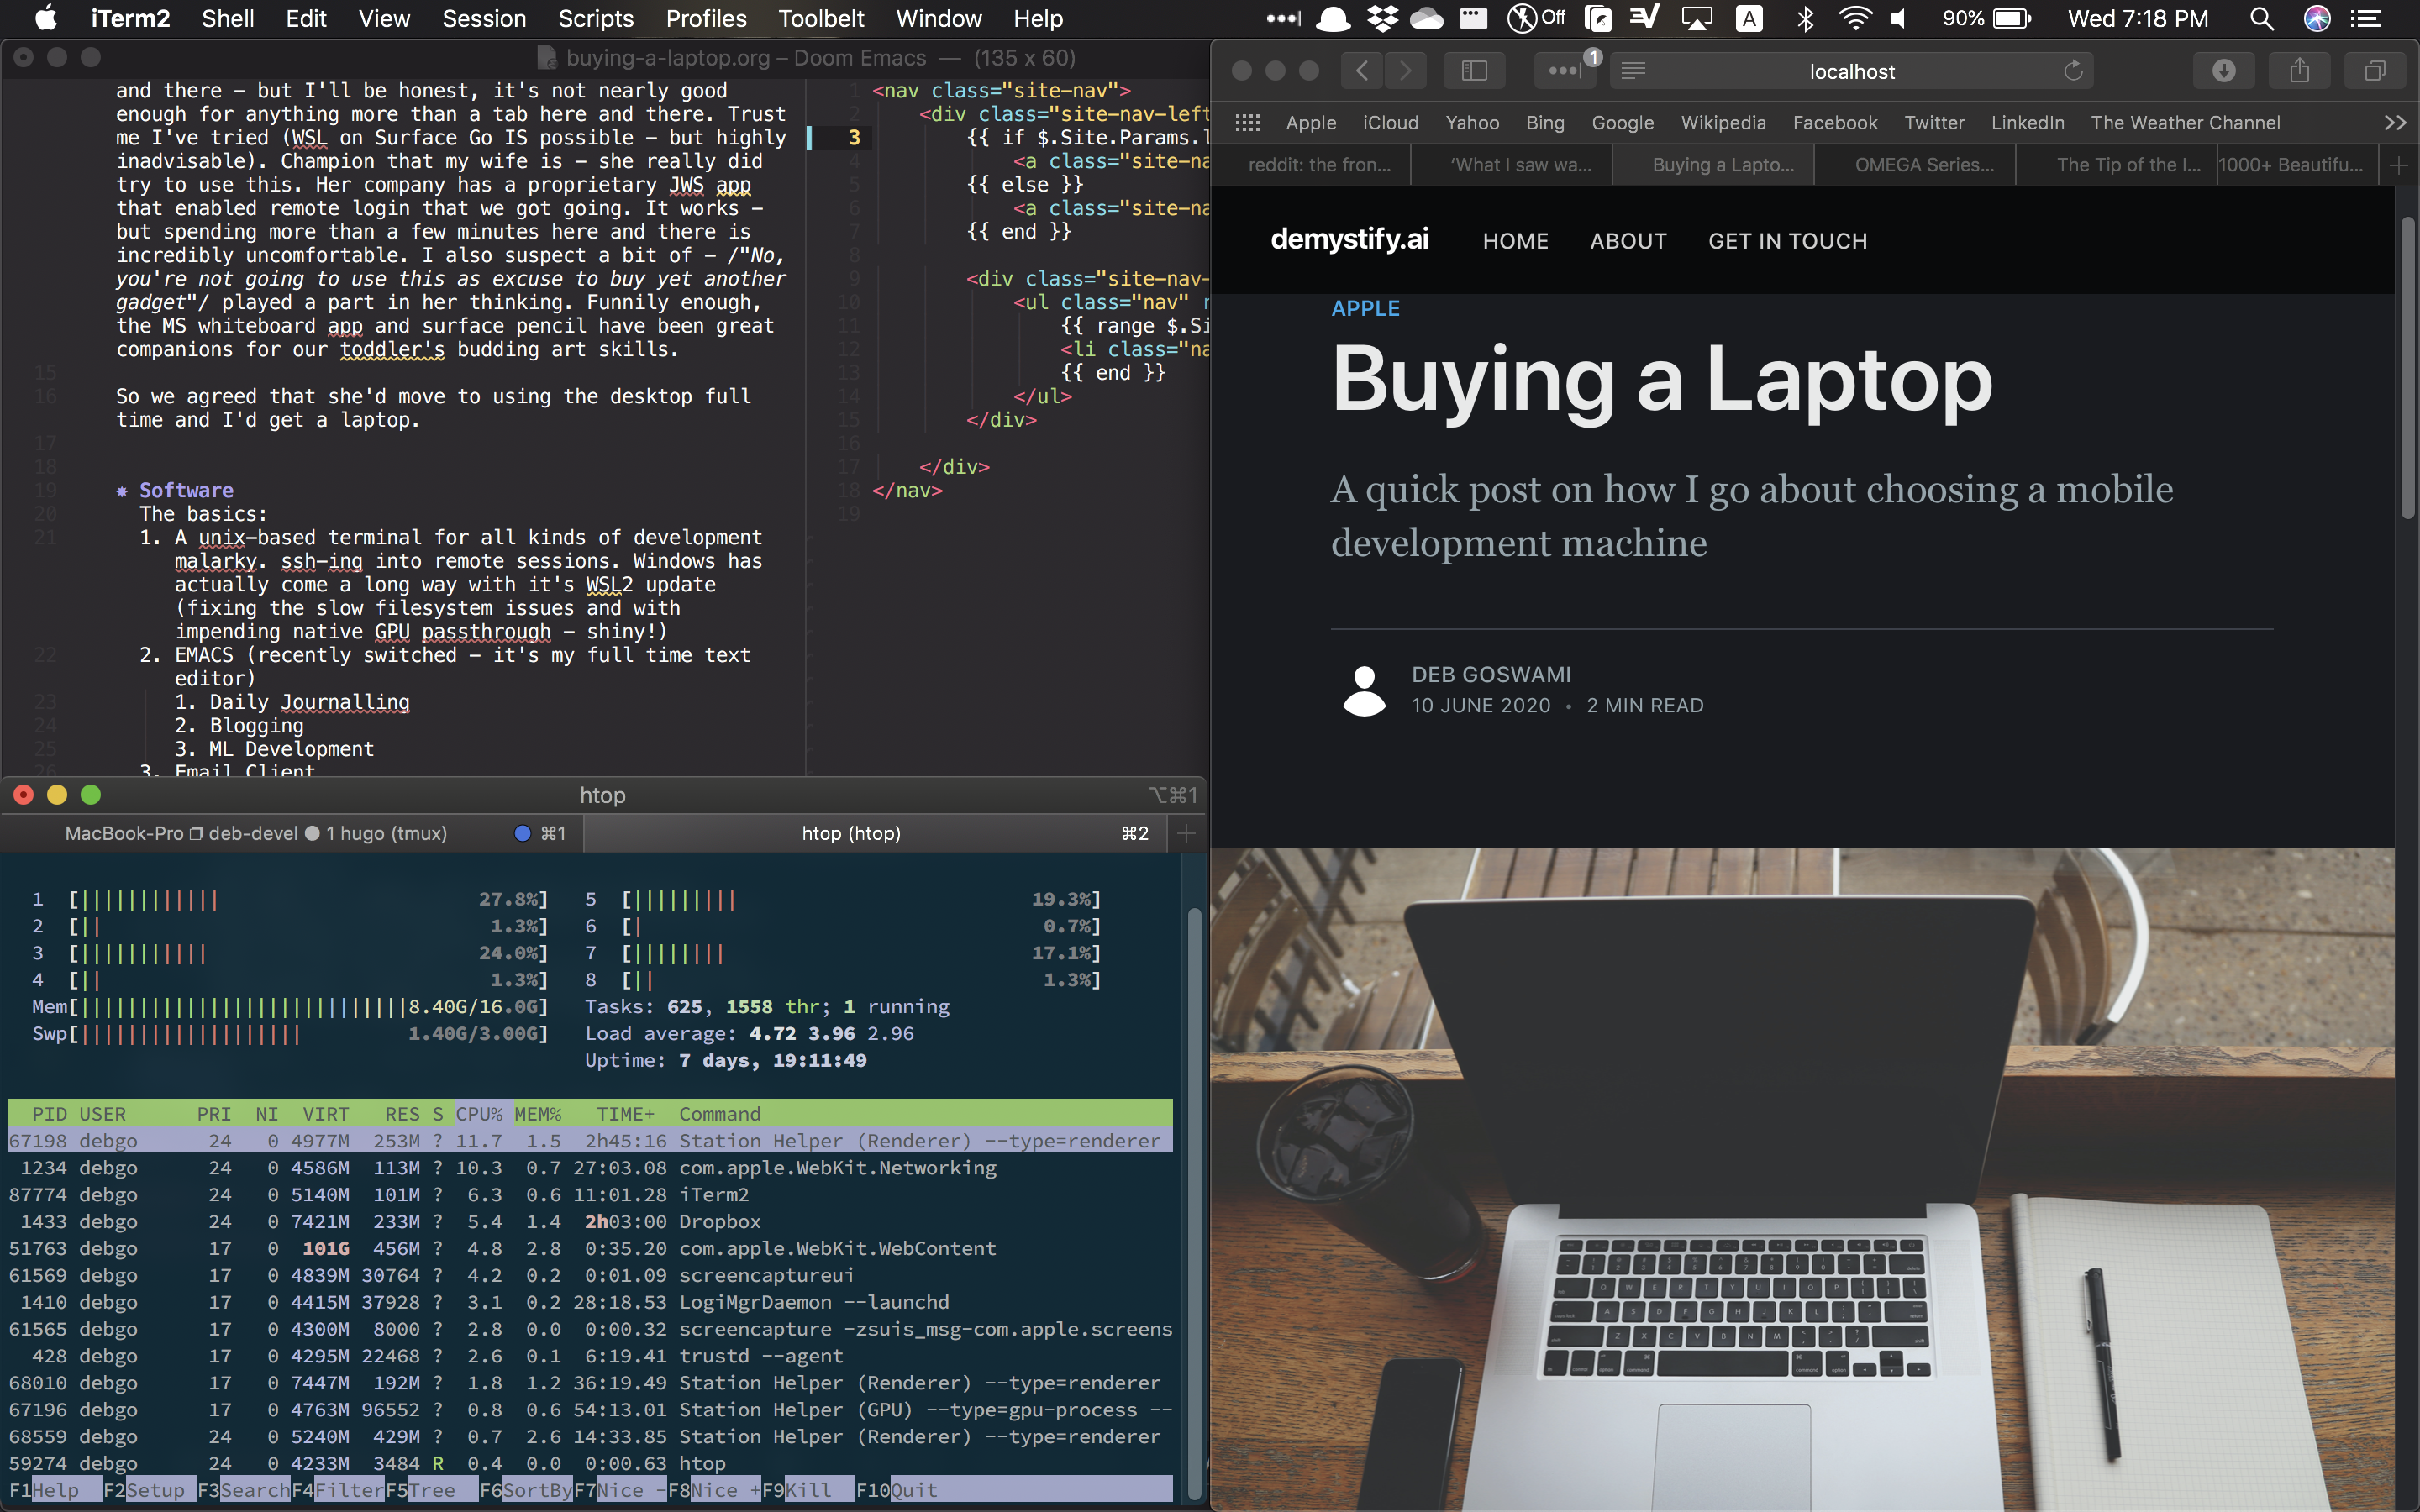 iTerm2 Shell Edit View Session Scripts Profiles Toolbelt Window Help Off A 90% Wed 7:18 PM
buying-a-laptop.org – Doom Emacs — (135 x 60)
and there – but I'll be honest, it's not nearly good
enough for anything more than a tab here and there. Trust
me I've tried (WSL on Surface Go IS possible – but highly
inadvisable). Champion that my wife is – she really did
try to use this. Her company has a proprietary JWS app
that enabled remote login that we got going. It works –
but spending more than a few minutes here and there is
incredibly uncomfortable. I also suspect a bit of – /"No,
you're not going to use this as excuse to buy yet another
gadget"/ played a part in her thinking. Funnily enough,
the MS whiteboard app and surface pencil have been great
companions for our toddler's budding art skills.
15
16 So we agreed that she'd move to using the desktop full
time and I'd get a laptop.
17
18
19 * Software
20 The basics:
21 1. A unix-based terminal for all kinds of development
malarky. ssh-ing into remote sessions. Windows has
actually come a long way with it's WSL2 update
(fixing the slow filesystem issues and with
impending native GPU passthrough – shiny!)
22 2. EMACS (recently switched – it's my full time text
editor)
23 1. Daily Journalling
24 2. Blogging
25 3. ML Development
26 3. Email Client
1 <nav class="site-nav">
2 <div class="site-nav-left
3 {{ if $.Site.Params.l
4 <a class="site-na
5 {{ else }}
6 <a class="site-na
7 {{ end }}
8
9 <div class="site-nav-
10 <ul class="nav" r
11 {{ range $.Si
12 <li class="na
13 {{ end }}
14 </ul>
15 </div>
16
17 </div>
18 </nav>
19
htop ⌥⌘1
MacBook-Pro deb-devel 1 hugo (tmux) ⌘1 htop (htop) ⌘2
1 [||||||||||||| 27.8%] 5 [||||||||| 19.3%]
2 [|| 1.3%] 6 [| 0.7%]
3 [||||||||||| 24.0%] 7 [|||||||| 17.1%]
4 [|| 1.3%] 8 [|| 1.3%]
Mem[||||||||||||||||||||||||||||8.40G/16.0G] Tasks: 625, 1558 thr; 1 running
Swp[||||||||||||||||||| 1.40G/3.00G] Load average: 4.72 3.96 2.96
Uptime: 7 days, 19:11:49
PID USER PRI NI VIRT RES S CPU% MEM% TIME+ Command
67198 debgo 24 0 4977M 253M ? 11.7 1.5 2h45:16 Station Helper (Renderer) --type=renderer
1234 debgo 24 0 4586M 113M ? 10.3 0.7 27:03.08 com.apple.WebKit.Networking
87774 debgo 24 0 5140M 101M ? 6.3 0.6 11:01.28 iTerm2
1433 debgo 24 0 7421M 233M ? 5.4 1.4 2h03:00 Dropbox
51763 debgo 17 0 101G 456M ? 4.8 2.8 0:35.20 com.apple.WebKit.WebContent
61569 debgo 17 0 4839M 30764 ? 4.2 0.2 0:01.09 screencaptureui
1410 debgo 17 0 4415M 37928 ? 3.1 0.2 28:18.53 LogiMgrDaemon --launchd
61565 debgo 17 0 4300M 8000 ? 2.8 0.0 0:00.32 screencapture -zsuis_msg-com.apple.screens
428 debgo 17 0 4295M 22468 ? 2.6 0.1 6:19.41 trustd --agent
68010 debgo 17 0 7447M 192M ? 1.8 1.2 36:19.49 Station Helper (Renderer) --type=renderer
67196 debgo 17 0 4763M 96552 ? 0.8 0.6 54:13.01 Station Helper (GPU) --type=gpu-process --
68559 debgo 24 0 5240M 429M ? 0.7 2.6 14:33.85 Station Helper (Renderer) --type=renderer
59274 debgo 24 0 4233M 3484 R 0.4 0.0 0:00.63 htop
F1Help F2Setup F3SearchF4FilterF5Tree F6SortByF7Nice -F8Nice +F9Kill F10Quit
1 localhost
Apple iCloud Yahoo Bing Google Wikipedia Facebook Twitter LinkedIn The Weather Channel
reddit: the fron... 'What I saw wa... Buying a Lapto... OMEGA Series... The Tip of the I... 1000+ Beautifu...
demystify.ai HOME ABOUT GET IN TOUCH
APPLE
Buying a Laptop
A quick post on how I go about choosing a mobile
development machine
DEB GOSWAMI
10 JUNE 2020 • 2 MIN READ